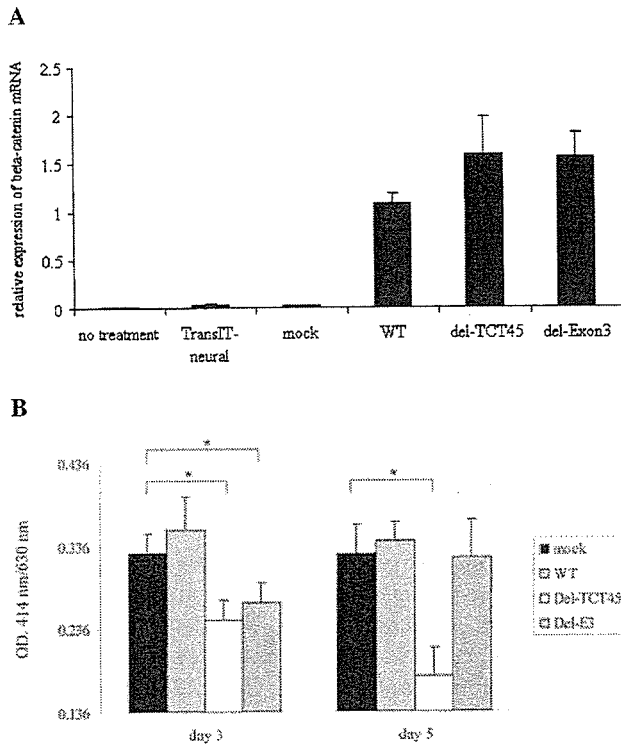 A
relative expression of beta-catenin mRNA
2.5
2
1.5
1
0.5
0
no treatment
TransIT-
neural
mock
WT
del-TCT45
del-Exon3
B
OD. 414 nm/630 nm
0.436
0.336
0.236
0.136
*
*
*
day 3
day 5
mock
WT
Del-TCT45
Del-E3